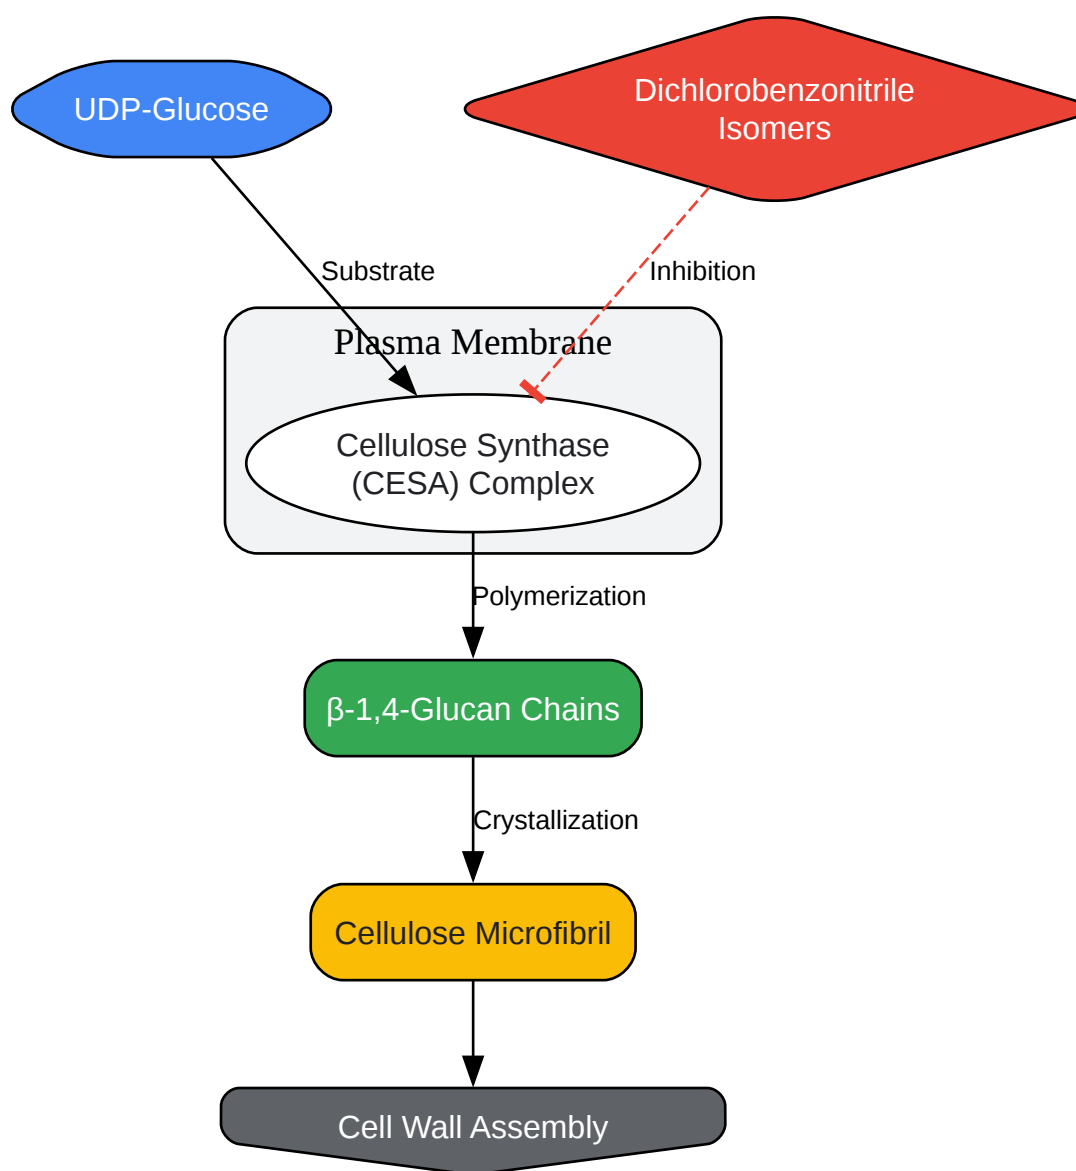 UDP-Glucose
Dichlorobenzonitrile
Isomers
Substrate
Inhibition
Plasma Membrane
Cellulose Synthase
(CESA) Complex
Polymerization
β-1,4-Glucan Chains
Crystallization
Cellulose Microfibril
Cell Wall Assembly